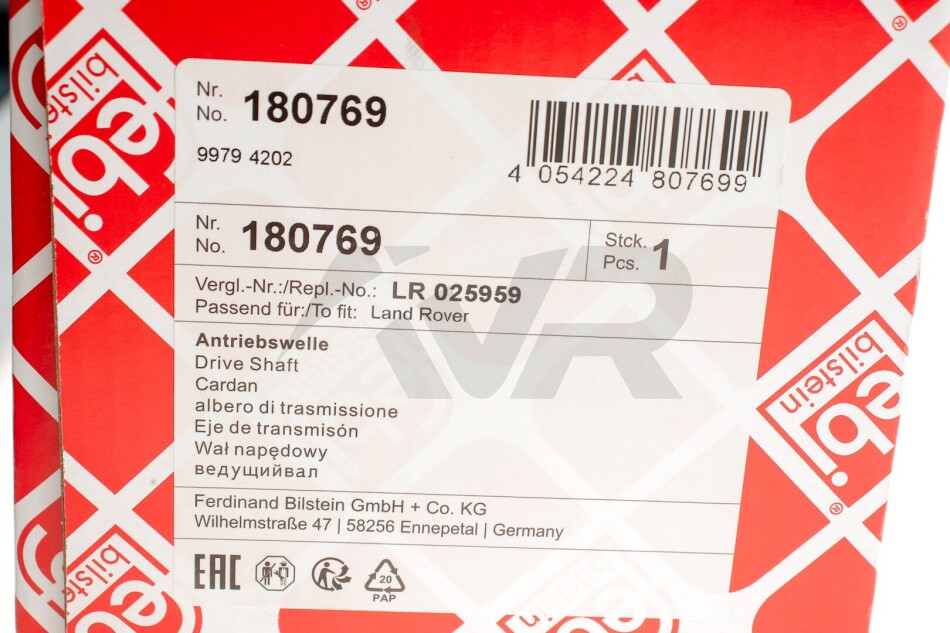 Nr.
No. 180769
9979 4202
4 054224 807699
Nr.
No. 180769
Stck.
Pcs. 1
Vergl.-Nr.:/Repl.-No.: LR 025959
Passend für:/To fit: Land Rover
Antriebswelle
Drive Shaft
Cardan
albero di trasmissione
Eje de transmisón
Wał napędowy
ведущийвал
Ferdinand Bilstein GmbH + Co. KG
Wilhelmstraße 47 | 58256 Ennepetal | Germany
EAC
20
PAP
febi
bilstein
febi
bilstein
febi
bilstein
bilstein
VR